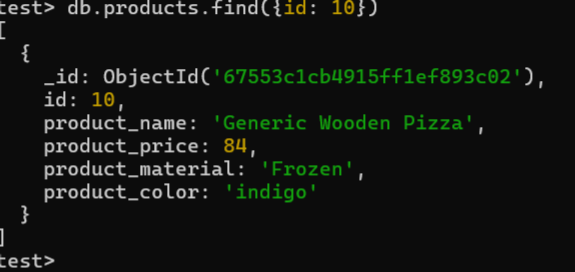 test> db.products.find({id: 10})
[
  {
    _id: ObjectId('67553c1cb4915ff1ef893c02'),
    id: 10,
    product_name: 'Generic Wooden Pizza',
    product_price: 84,
    product_material: 'Frozen',
    product_color: 'indigo'
  }
]
test>